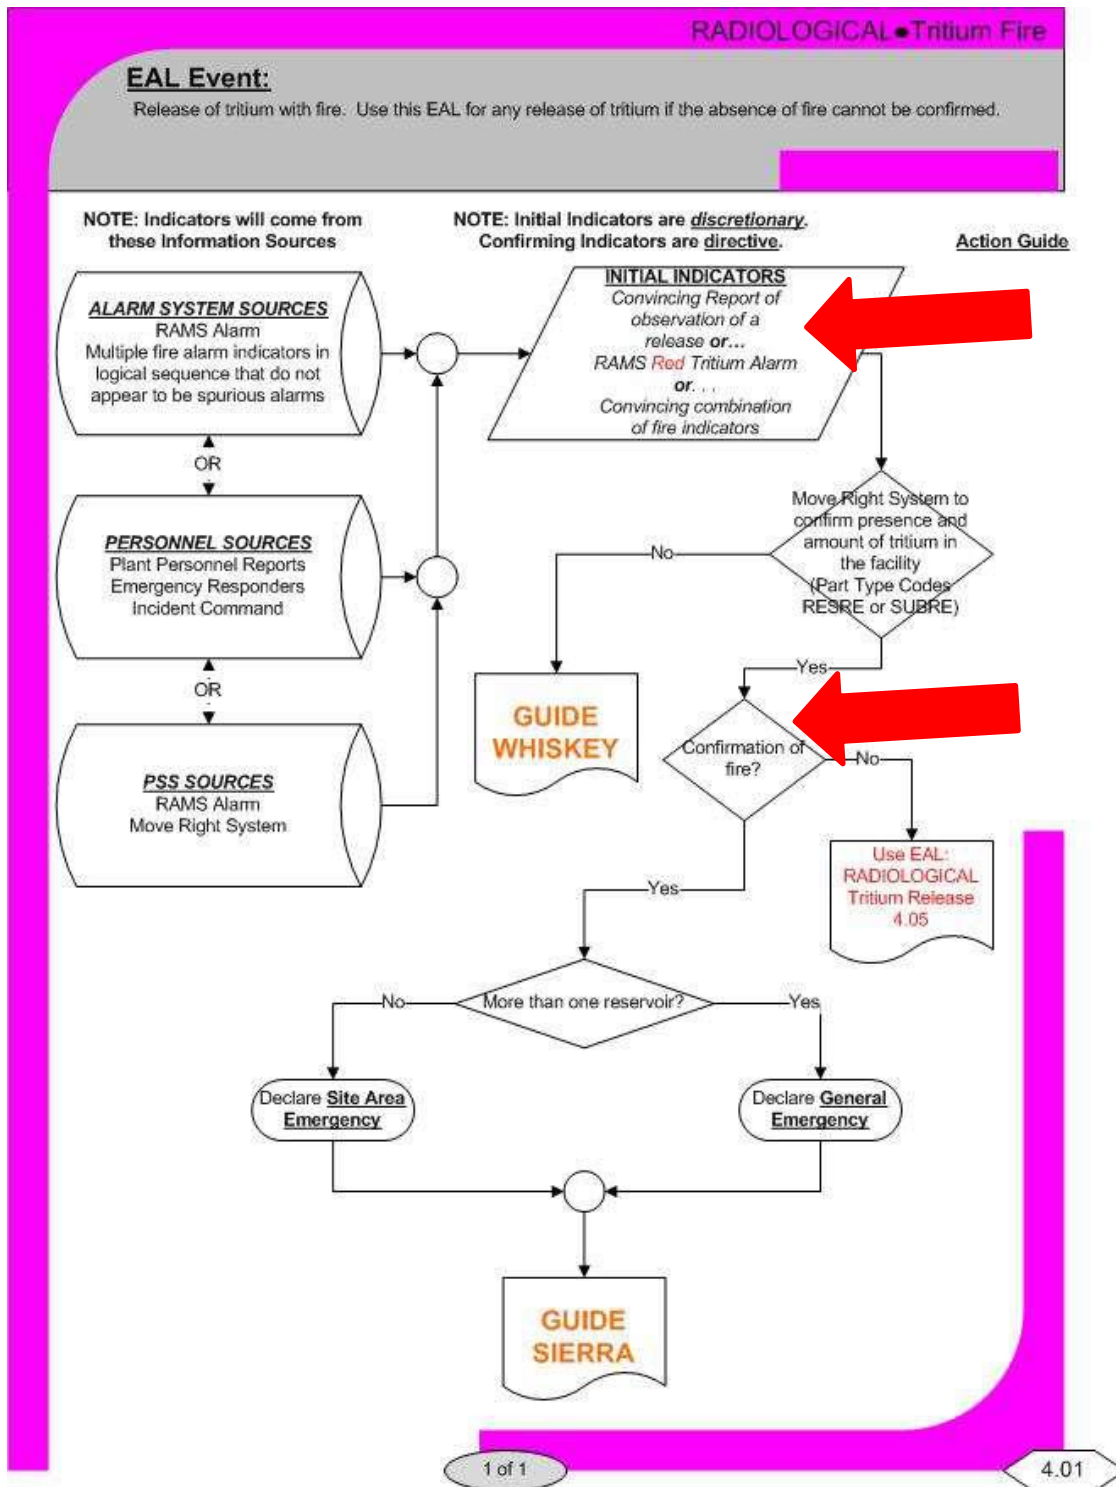 RADIOLOGICAL●Tritium Fire
EAL Event:
Release of tritium with fire. Use this EAL for any release of tritium if the absence of fire cannot be confirmed.
NOTE: Indicators will come from
these Information Sources
NOTE: Initial Indicators are discretionary.
Confirming Indicators are directive.
Action Guide
ALARM SYSTEM SOURCES
RAMS Alarm
Multiple fire alarm indicators in
logical sequence that do not
appear to be spurious alarms
INITIAL INDICATORS
Convincing Report of
observation of a
release or...
RAMS Red Tritium Alarm
or. . .
Convincing combination
of fire indicators
OR
PERSONNEL SOURCES
Plant Personnel Reports
Emergency Responders
Incident Command
Move Right System to
confirm presence and
amount of tritium in
the facility
(Part Type Codes
RESRE or SUBRE)
No
Yes
OR
GUIDE
WHISKEY
Confirmation of
fire?
No
PSS SOURCES
RAMS Alarm
Move Right System
Use EAL:
RADIOLOGICAL
Tritium Release
4.05
Yes
More than one reservoir?
No
Yes
Declare Site Area
Emergency
Declare General
Emergency
GUIDE
SIERRA
1 of 1
4.01